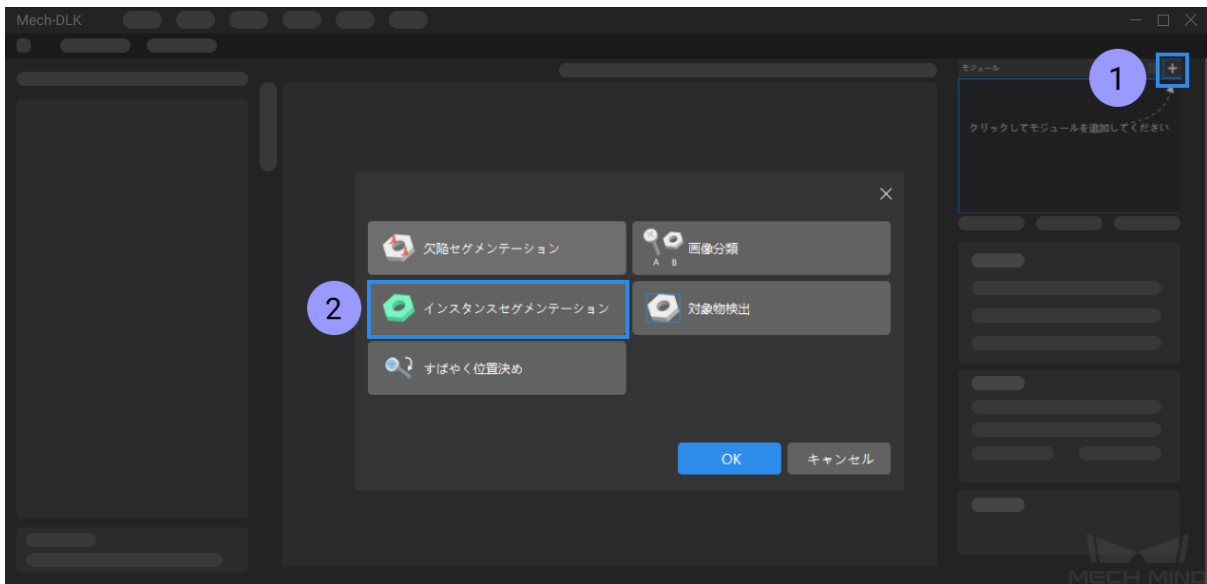 Mech-DLK
モジュール
+
1
クリックしてモジュールを追加してください
欠陥セグメンテーション
A B
画像分類
2
インスタンスセグメンテーション
対象物検出
すばやく位置決め
OK
キャンセル
MECH MIND